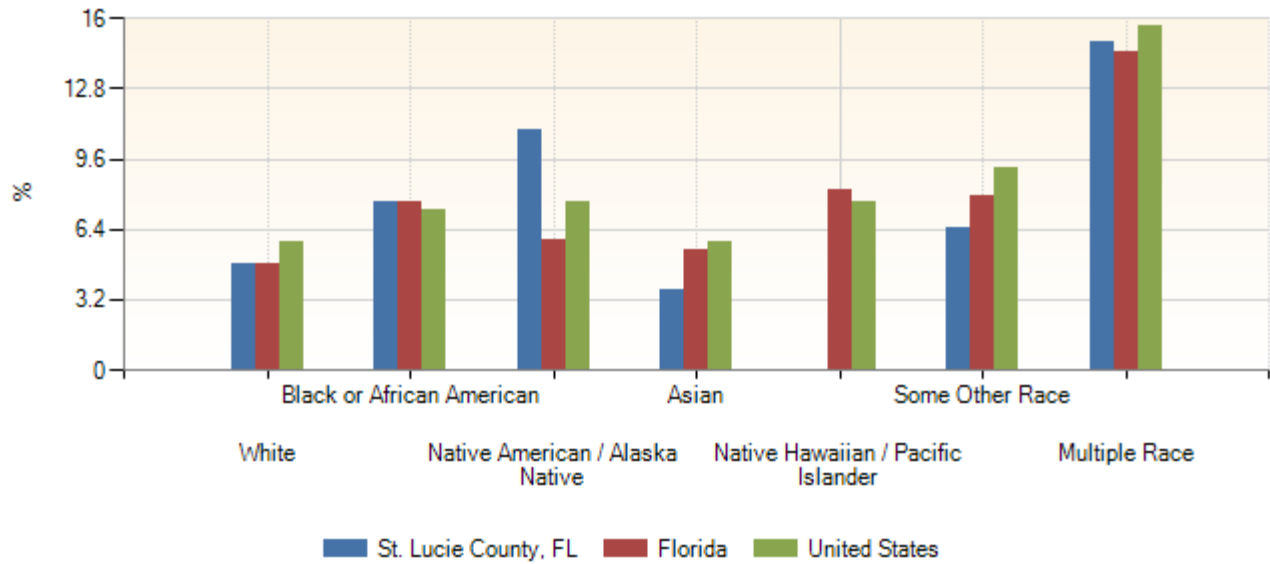 16
12.8
9.6
6.4
3.2
0
%
Black or African American
Asian
Some Other Race
White
Native American / Alaska
Native
Native Hawaiian / Pacific
Islander
Multiple Race
St. Lucie County, FL
Florida
United States